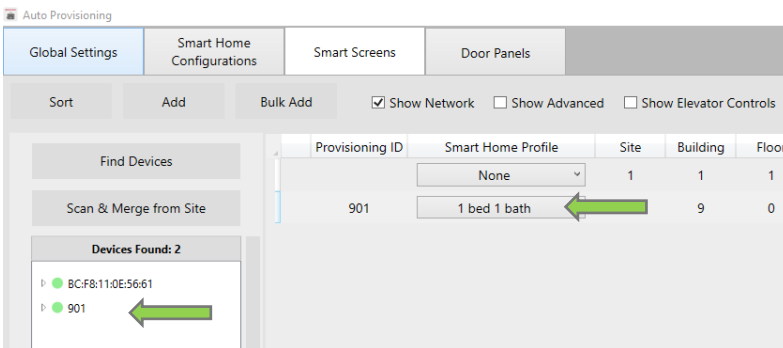 Auto Provisioning
Global Settings
Smart Home
Configurations
Smart Screens
Door Panels
Sort Add Bulk Add Show Network Show Advanced Show Elevator Controls
Find Devices
Scan & Merge from Site
Devices Found: 2
BC:F8:11:0E:56:61
901
Provisioning ID Smart Home Profile Site Building Floor
None 1 1 1
901 1 bed 1 bath 9 0